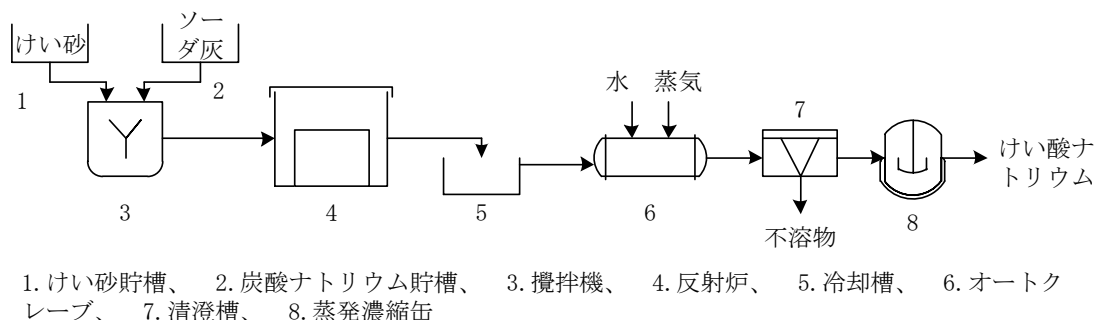 けい砂
ソー
ダ灰
1
2
3
4
5
水
蒸気
6
7
不溶物
8
けい酸ナ
トリウム
1.けい砂貯槽、 2.炭酸ナトリウム貯槽、 3.攪拌機、 4.反射炉、 5.冷却槽、 6.オートク
レーブ、 7.清澄槽、 8.蒸発濃縮缶